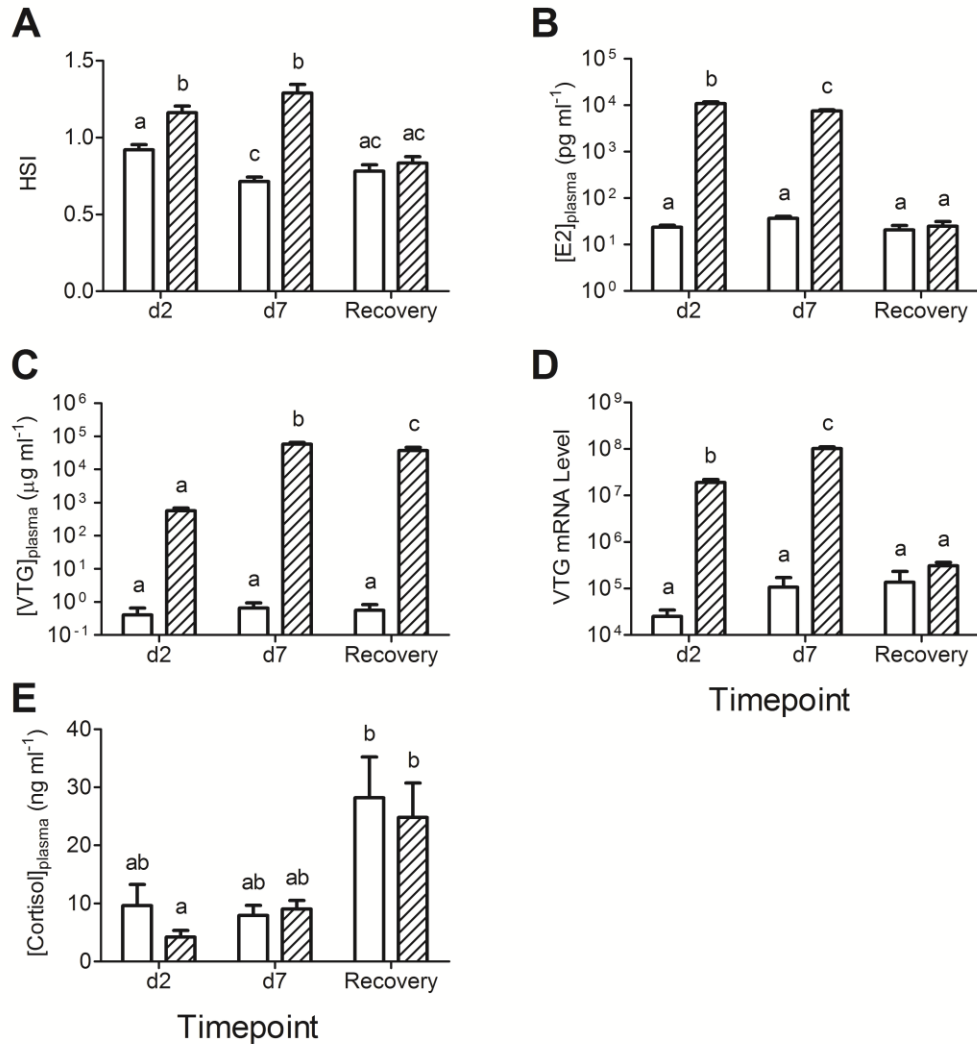 A
HSI
1.5
1.0
0.5
0.0
a
b
c
b
ac
ac
d2
d7
Recovery
B
[E2]plasma (pg ml-1)
10^5
10^4
10^3
10^2
10^1
10^0
a
b
a
c
a
a
d2
d7
Recovery
C
[VTG]plasma (μg ml-1)
10^6
10^5
10^4
10^3
10^2
10^1
10^0
10^-1
a
a
a
b
a
c
d2
d7
Recovery
D
VTG mRNA Level
10^9
10^8
10^7
10^6
10^5
10^4
a
b
a
c
a
a
d2
d7
Recovery
Timepoint
E
[Cortisol]plasma (ng ml-1)
40
30
20
10
0
ab
a
ab
ab
b
b
d2
d7
Recovery
Timepoint